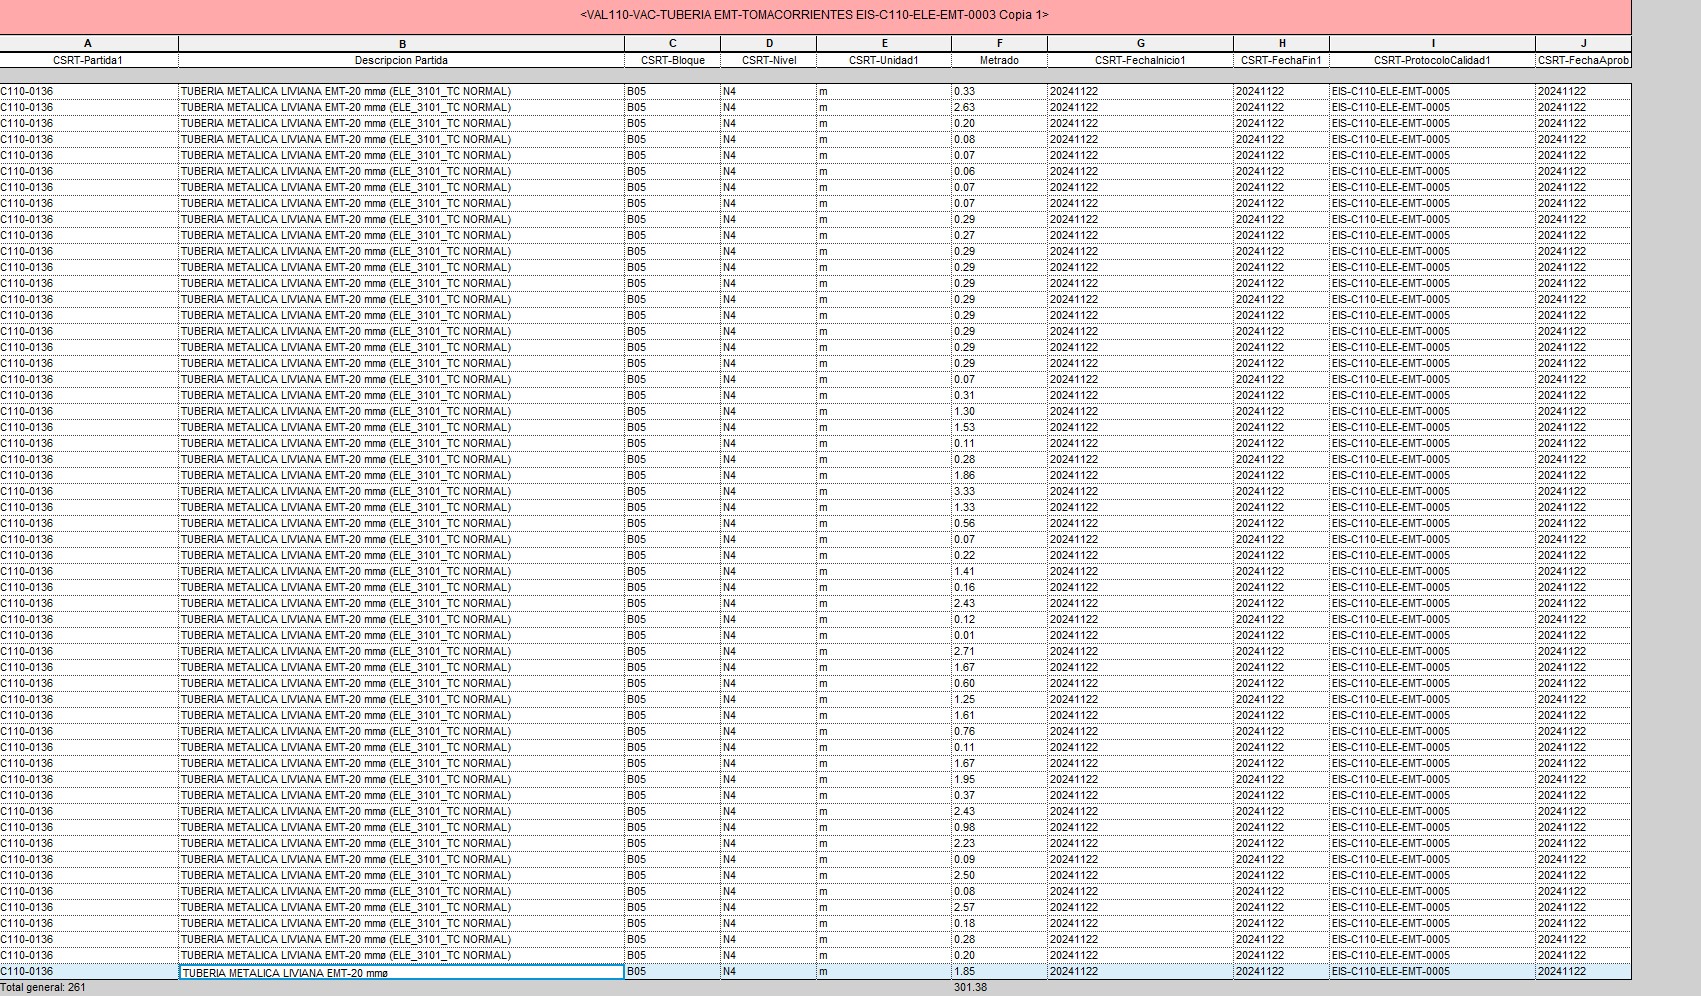 <VAL110-VAC-TUBERIA EMT-TOMACORRIENTES EIS-C110-ELE-EMT-0003 Copia 1>
A B C D E F G H I J
CSRT-Partida1 Descripcion Partida CSRT-Bloque CSRT-Nivel CSRT-Unidad1 Metrado CSRT-FechaInicio1 CSRT-FechaFin1 CSRT-ProtocoloCalidad1 CSRT-FechaAprob
C110-0136 TUBERIA METALICA LIVIANA EMT-20 mmø (ELE_3101_TC NORMAL) B05 N4 m 0.33 20241122 20241122 EIS-C110-ELE-EMT-0005 20241122
C110-0136 TUBERIA METALICA LIVIANA EMT-20 mmø (ELE_3101_TC NORMAL) B05 N4 m 2.63 20241122 20241122 EIS-C110-ELE-EMT-0005 20241122
C110-0136 TUBERIA METALICA LIVIANA EMT-20 mmø (ELE_3101_TC NORMAL) B05 N4 m 0.20 20241122 20241122 EIS-C110-ELE-EMT-0005 20241122
C110-0136 TUBERIA METALICA LIVIANA EMT-20 mmø (ELE_3101_TC NORMAL) B05 N4 m 0.08 20241122 20241122 EIS-C110-ELE-EMT-0005 20241122
C110-0136 TUBERIA METALICA LIVIANA EMT-20 mmø (ELE_3101_TC NORMAL) B05 N4 m 0.07 20241122 20241122 EIS-C110-ELE-EMT-0005 20241122
C110-0136 TUBERIA METALICA LIVIANA EMT-20 mmø (ELE_3101_TC NORMAL) B05 N4 m 0.06 20241122 20241122 EIS-C110-ELE-EMT-0005 20241122
C110-0136 TUBERIA METALICA LIVIANA EMT-20 mmø (ELE_3101_TC NORMAL) B05 N4 m 0.07 20241122 20241122 EIS-C110-ELE-EMT-0005 20241122
C110-0136 TUBERIA METALICA LIVIANA EMT-20 mmø (ELE_3101_TC NORMAL) B05 N4 m 0.07 20241122 20241122 EIS-C110-ELE-EMT-0005 20241122
C110-0136 TUBERIA METALICA LIVIANA EMT-20 mmø (ELE_3101_TC NORMAL) B05 N4 m 0.29 20241122 20241122 EIS-C110-ELE-EMT-0005 20241122
C110-0136 TUBERIA METALICA LIVIANA EMT-20 mmø (ELE_3101_TC NORMAL) B05 N4 m 0.27 20241122 20241122 EIS-C110-ELE-EMT-0005 20241122
C110-0136 TUBERIA METALICA LIVIANA EMT-20 mmø (ELE_3101_TC NORMAL) B05 N4 m 0.29 20241122 20241122 EIS-C110-ELE-EMT-0005 20241122
C110-0136 TUBERIA METALICA LIVIANA EMT-20 mmø (ELE_3101_TC NORMAL) B05 N4 m 0.29 20241122 20241122 EIS-C110-ELE-EMT-0005 20241122
C110-0136 TUBERIA METALICA LIVIANA EMT-20 mmø (ELE_3101_TC NORMAL) B05 N4 m 0.29 20241122 20241122 EIS-C110-ELE-EMT-0005 20241122
C110-0136 TUBERIA METALICA LIVIANA EMT-20 mmø (ELE_3101_TC NORMAL) B05 N4 m 0.29 20241122 20241122 EIS-C110-ELE-EMT-0005 20241122
C110-0136 TUBERIA METALICA LIVIANA EMT-20 mmø (ELE_3101_TC NORMAL) B05 N4 m 0.29 20241122 20241122 EIS-C110-ELE-EMT-0005 20241122
C110-0136 TUBERIA METALICA LIVIANA EMT-20 mmø (ELE_3101_TC NORMAL) B05 N4 m 0.29 20241122 20241122 EIS-C110-ELE-EMT-0005 20241122
C110-0136 TUBERIA METALICA LIVIANA EMT-20 mmø (ELE_3101_TC NORMAL) B05 N4 m 0.29 20241122 20241122 EIS-C110-ELE-EMT-0005 20241122
C110-0136 TUBERIA METALICA LIVIANA EMT-20 mmø (ELE_3101_TC NORMAL) B05 N4 m 0.29 20241122 20241122 EIS-C110-ELE-EMT-0005 20241122
C110-0136 TUBERIA METALICA LIVIANA EMT-20 mmø (ELE_3101_TC NORMAL) B05 N4 m 0.07 20241122 20241122 EIS-C110-ELE-EMT-0005 20241122
C110-0136 TUBERIA METALICA LIVIANA EMT-20 mmø (ELE_3101_TC NORMAL) B05 N4 m 0.31 20241122 20241122 EIS-C110-ELE-EMT-0005 20241122
C110-0136 TUBERIA METALICA LIVIANA EMT-20 mmø (ELE_3101_TC NORMAL) B05 N4 m 1.30 20241122 20241122 EIS-C110-ELE-EMT-0005 20241122
C110-0136 TUBERIA METALICA LIVIANA EMT-20 mmø (ELE_3101_TC NORMAL) B05 N4 m 1.53 20241122 20241122 EIS-C110-ELE-EMT-0005 20241122
C110-0136 TUBERIA METALICA LIVIANA EMT-20 mmø (ELE_3101_TC NORMAL) B05 N4 m 0.11 20241122 20241122 EIS-C110-ELE-EMT-0005 20241122
C110-0136 TUBERIA METALICA LIVIANA EMT-20 mmø (ELE_3101_TC NORMAL) B05 N4 m 0.28 20241122 20241122 EIS-C110-ELE-EMT-0005 20241122
C110-0136 TUBERIA METALICA LIVIANA EMT-20 mmø (ELE_3101_TC NORMAL) B05 N4 m 1.86 20241122 20241122 EIS-C110-ELE-EMT-0005 20241122
C110-0136 TUBERIA METALICA LIVIANA EMT-20 mmø (ELE_3101_TC NORMAL) B05 N4 m 3.33 20241122 20241122 EIS-C110-ELE-EMT-0005 20241122
C110-0136 TUBERIA METALICA LIVIANA EMT-20 mmø (ELE_3101_TC NORMAL) B05 N4 m 1.33 20241122 20241122 EIS-C110-ELE-EMT-0005 20241122
C110-0136 TUBERIA METALICA LIVIANA EMT-20 mmø (ELE_3101_TC NORMAL) B05 N4 m 0.56 20241122 20241122 EIS-C110-ELE-EMT-0005 20241122
C110-0136 TUBERIA METALICA LIVIANA EMT-20 mmø (ELE_3101_TC NORMAL) B05 N4 m 0.07 20241122 20241122 EIS-C110-ELE-EMT-0005 20241122
C110-0136 TUBERIA METALICA LIVIANA EMT-20 mmø (ELE_3101_TC NORMAL) B05 N4 m 0.22 20241122 20241122 EIS-C110-ELE-EMT-0005 20241122
C110-0136 TUBERIA METALICA LIVIANA EMT-20 mmø (ELE_3101_TC NORMAL) B05 N4 m 1.41 20241122 20241122 EIS-C110-ELE-EMT-0005 20241122
C110-0136 TUBERIA METALICA LIVIANA EMT-20 mmø (ELE_3101_TC NORMAL) B05 N4 m 0.16 20241122 20241122 EIS-C110-ELE-EMT-0005 20241122
C110-0136 TUBERIA METALICA LIVIANA EMT-20 mmø (ELE_3101_TC NORMAL) B05 N4 m 2.43 20241122 20241122 EIS-C110-ELE-EMT-0005 20241122
C110-0136 TUBERIA METALICA LIVIANA EMT-20 mmø (ELE_3101_TC NORMAL) B05 N4 m 0.12 20241122 20241122 EIS-C110-ELE-EMT-0005 20241122
C110-0136 TUBERIA METALICA LIVIANA EMT-20 mmø (ELE_3101_TC NORMAL) B05 N4 m 0.01 20241122 20241122 EIS-C110-ELE-EMT-0005 20241122
C110-0136 TUBERIA METALICA LIVIANA EMT-20 mmø (ELE_3101_TC NORMAL) B05 N4 m 2.71 20241122 20241122 EIS-C110-ELE-EMT-0005 20241122
C110-0136 TUBERIA METALICA LIVIANA EMT-20 mmø (ELE_3101_TC NORMAL) B05 N4 m 1.67 20241122 20241122 EIS-C110-ELE-EMT-0005 20241122
C110-0136 TUBERIA METALICA LIVIANA EMT-20 mmø (ELE_3101_TC NORMAL) B05 N4 m 0.60 20241122 20241122 EIS-C110-ELE-EMT-0005 20241122
C110-0136 TUBERIA METALICA LIVIANA EMT-20 mmø (ELE_3101_TC NORMAL) B05 N4 m 1.25 20241122 20241122 EIS-C110-ELE-EMT-0005 20241122
C110-0136 TUBERIA METALICA LIVIANA EMT-20 mmø (ELE_3101_TC NORMAL) B05 N4 m 1.61 20241122 20241122 EIS-C110-ELE-EMT-0005 20241122
C110-0136 TUBERIA METALICA LIVIANA EMT-20 mmø (ELE_3101_TC NORMAL) B05 N4 m 0.76 20241122 20241122 EIS-C110-ELE-EMT-0005 20241122
C110-0136 TUBERIA METALICA LIVIANA EMT-20 mmø (ELE_3101_TC NORMAL) B05 N4 m 0.11 20241122 20241122 EIS-C110-ELE-EMT-0005 20241122
C110-0136 TUBERIA METALICA LIVIANA EMT-20 mmø (ELE_3101_TC NORMAL) B05 N4 m 1.67 20241122 20241122 EIS-C110-ELE-EMT-0005 20241122
C110-0136 TUBERIA METALICA LIVIANA EMT-20 mmø (ELE_3101_TC NORMAL) B05 N4 m 1.95 20241122 20241122 EIS-C110-ELE-EMT-0005 20241122
C110-0136 TUBERIA METALICA LIVIANA EMT-20 mmø (ELE_3101_TC NORMAL) B05 N4 m 0.37 20241122 20241122 EIS-C110-ELE-EMT-0005 20241122
C110-0136 TUBERIA METALICA LIVIANA EMT-20 mmø (ELE_3101_TC NORMAL) B05 N4 m 2.43 20241122 20241122 EIS-C110-ELE-EMT-0005 20241122
C110-0136 TUBERIA METALICA LIVIANA EMT-20 mmø (ELE_3101_TC NORMAL) B05 N4 m 0.98 20241122 20241122 EIS-C110-ELE-EMT-0005 20241122
C110-0136 TUBERIA METALICA LIVIANA EMT-20 mmø (ELE_3101_TC NORMAL) B05 N4 m 2.23 20241122 20241122 EIS-C110-ELE-EMT-0005 20241122
C110-0136 TUBERIA METALICA LIVIANA EMT-20 mmø (ELE_3101_TC NORMAL) B05 N4 m 0.09 20241122 20241122 EIS-C110-ELE-EMT-0005 20241122
C110-0136 TUBERIA METALICA LIVIANA EMT-20 mmø (ELE_3101_TC NORMAL) B05 N4 m 2.50 20241122 20241122 EIS-C110-ELE-EMT-0005 20241122
C110-0136 TUBERIA METALICA LIVIANA EMT-20 mmø (ELE_3101_TC NORMAL) B05 N4 m 0.08 20241122 20241122 EIS-C110-ELE-EMT-0005 20241122
C110-0136 TUBERIA METALICA LIVIANA EMT-20 mmø (ELE_3101_TC NORMAL) B05 N4 m 2.57 20241122 20241122 EIS-C110-ELE-EMT-0005 20241122
C110-0136 TUBERIA METALICA LIVIANA EMT-20 mmø (ELE_3101_TC NORMAL) B05 N4 m 0.18 20241122 20241122 EIS-C110-ELE-EMT-0005 20241122
C110-0136 TUBERIA METALICA LIVIANA EMT-20 mmø (ELE_3101_TC NORMAL) B05 N4 m 0.28 20241122 20241122 EIS-C110-ELE-EMT-0005 20241122
C110-0136 TUBERIA METALICA LIVIANA EMT-20 mmø (ELE_3101_TC NORMAL) B05 N4 m 0.20 20241122 20241122 EIS-C110-ELE-EMT-0005 20241122
C110-0136 TUBERIA METALICA LIVIANA EMT-20 mmø B05 N4 m 1.85 20241122 20241122 EIS-C110-ELE-EMT-0005 20241122
Total general: 261 301.38